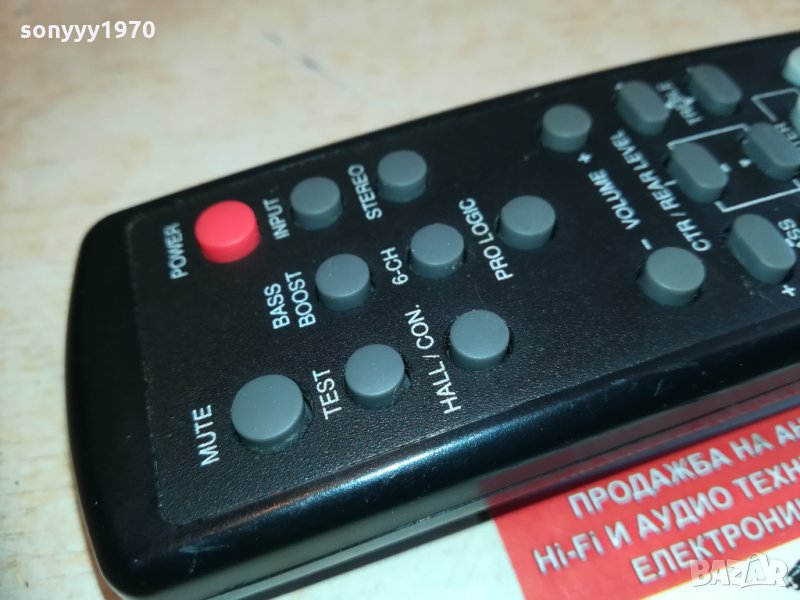 sonyyy1970
POWER
INPUT
STEREO
BASS
BOOST
6-CH
PRO LOGIC
MUTE
TEST
HALL / CON.
- VOLUME +
CTR / REAR LEVEL
+
ПРОДАЖБА НА
Hi-Fi И АУДИО ТЕХН
ЕЛЕКТРОНИ
BAZAR